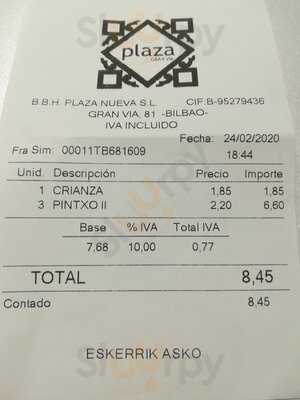 plaza
GRAN VÍA
B.B.H. PLAZA NUEVA S.L. CIF:B-95279436
GRAN VIA, 81 -BILBAO-
IVA INCLUIDO
Fecha: 24/02/2020
Fra Sim: 00011TB681609 18:44
Unid. Descripción Precio Importe
1 CRIANZA 1,85 1,85
3 PINTXO II 2,20 6,60
Base % IVA Total IVA
7,68 10,00 0,77
TOTAL 8,45
Contado 8,45
ESKERRIK ASKO
Sluurpy